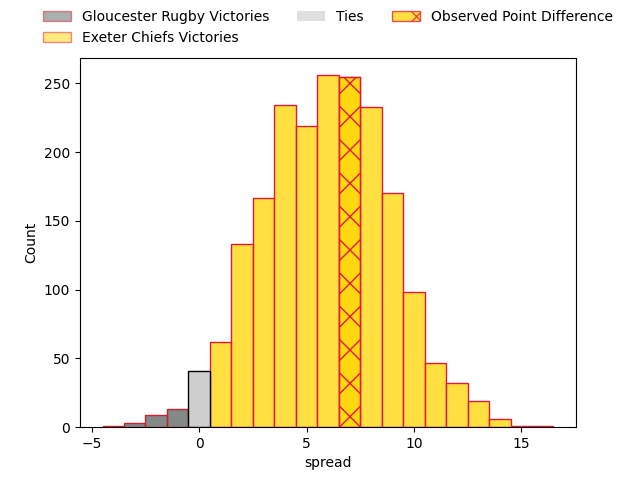 Gloucester Rugby Victories Ties Observed Point Difference
Exeter Chiefs Victories
250
200
150
100
50
0
Count
−5 0 5 10 15
spread